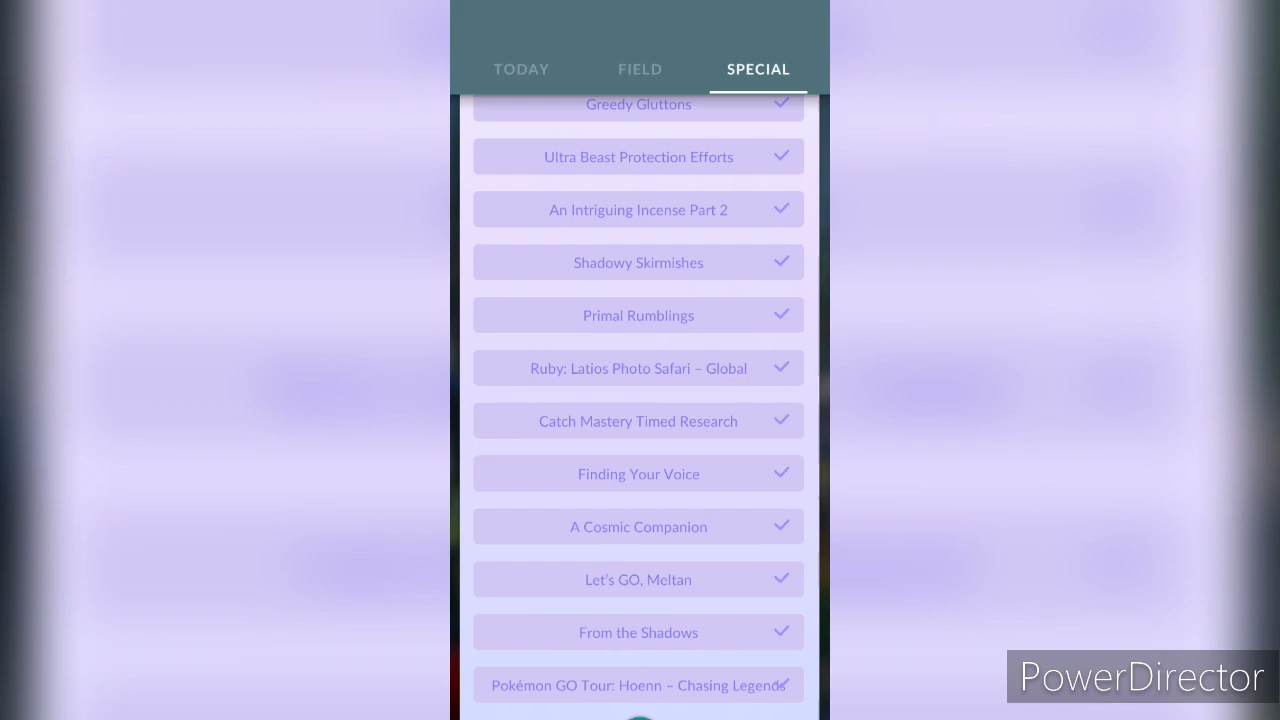 TODAY FIELD SPECIAL
Greedy Gluttons
Ultra Beast Protection Efforts
An Intriguing Incense Part 2
Shadowy Skirmishes
Primal Rumblings
Ruby: Latios Photo Safari – Global
Catch Mastery Timed Research
Finding Your Voice
A Cosmic Companion
Let's GO, Meltan
From the Shadows
Pokémon GO Tour: Hoenn – Chasing Legends
PowerDirector